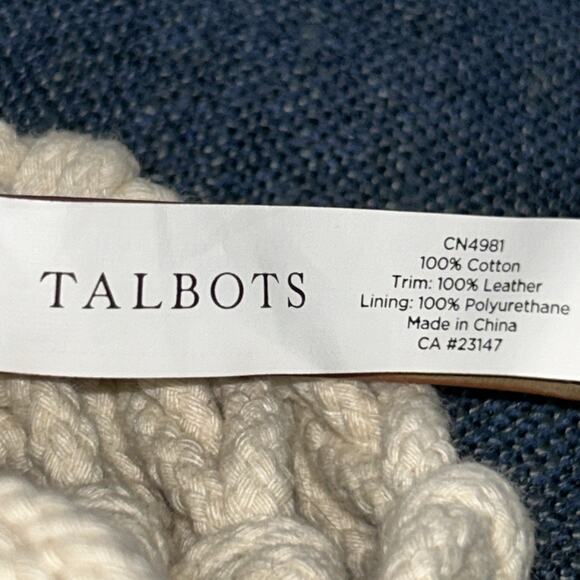 TALBOTS
CN4981
100% Cotton
Trim: 100% Leather
Lining: 100% Polyurethane
Made in China
CA #23147